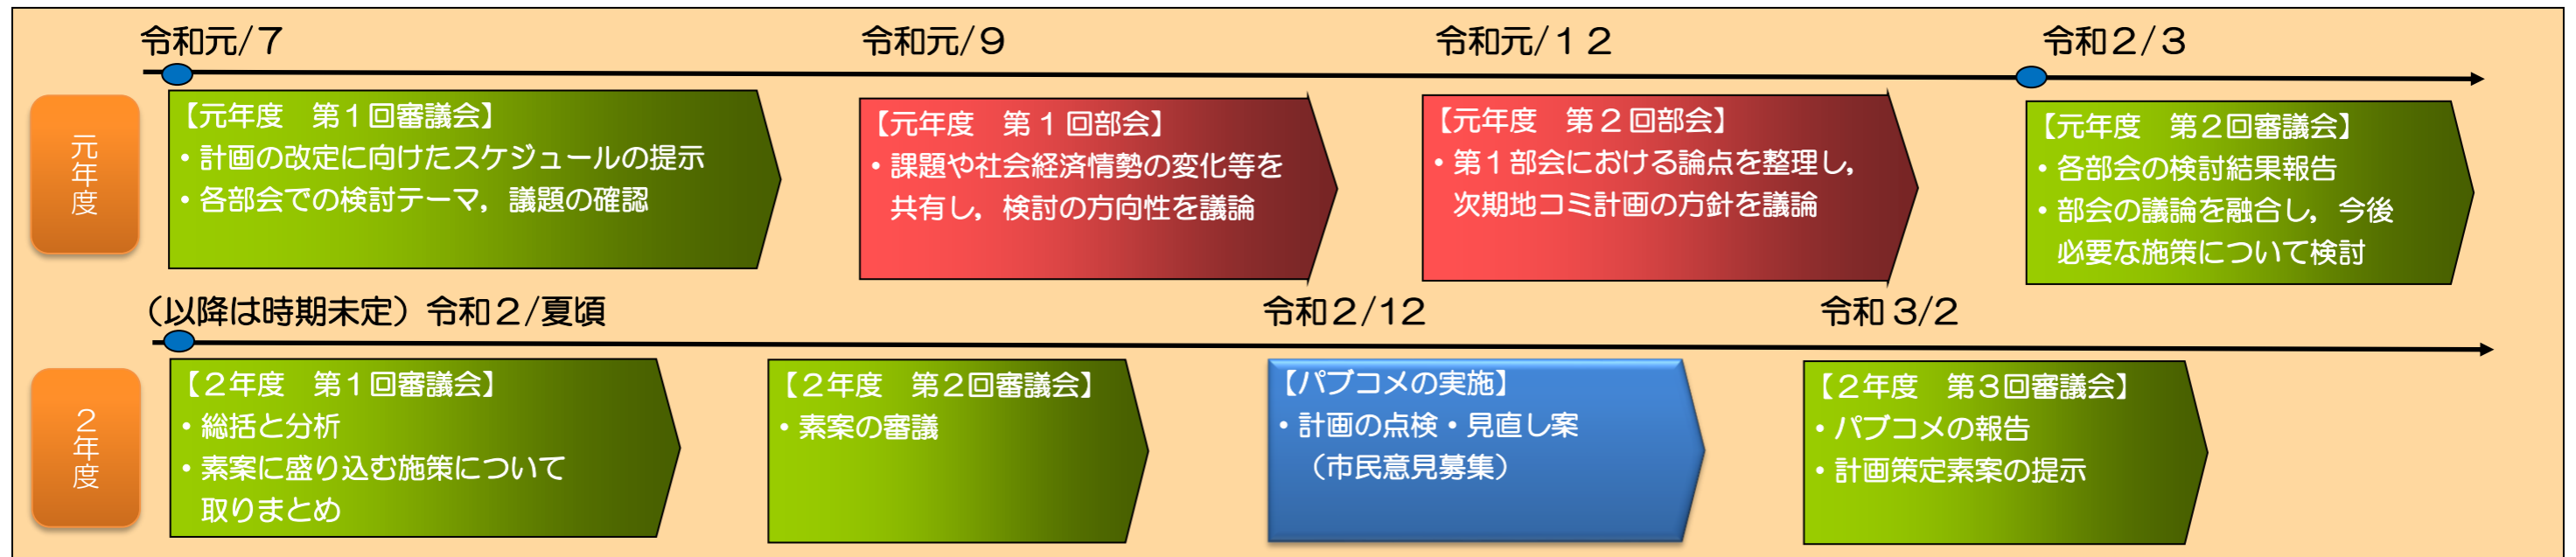 令和元/7
令和元/9
令和元/12
令和2/3
元年度
【元年度　第1回審議会】
・計画の改定に向けたスケジュールの提示
・各部会での検討テーマ，議題の確認
【元年度　第1回部会】
・課題や社会経済情勢の変化等を
共有し，検討の方向性を議論
【元年度　第2回部会】
・第1部会における論点を整理し，
次期地コミ計画の方針を議論
【元年度　第2回審議会】
・各部会の検討結果報告
・部会の議論を融合し，今後
必要な施策について検討
（以降は時期未定）令和2/夏頃
令和2/12
令和3/2
2年度
【2年度　第1回審議会】
・総括と分析
・素案に盛り込む施策について
取りまとめ
【2年度　第2回審議会】
・素案の審議
【パブコメの実施】
・計画の点検・見直し案
（市民意見募集）
【2年度　第3回審議会】
・パブコメの報告
・計画策定素案の提示